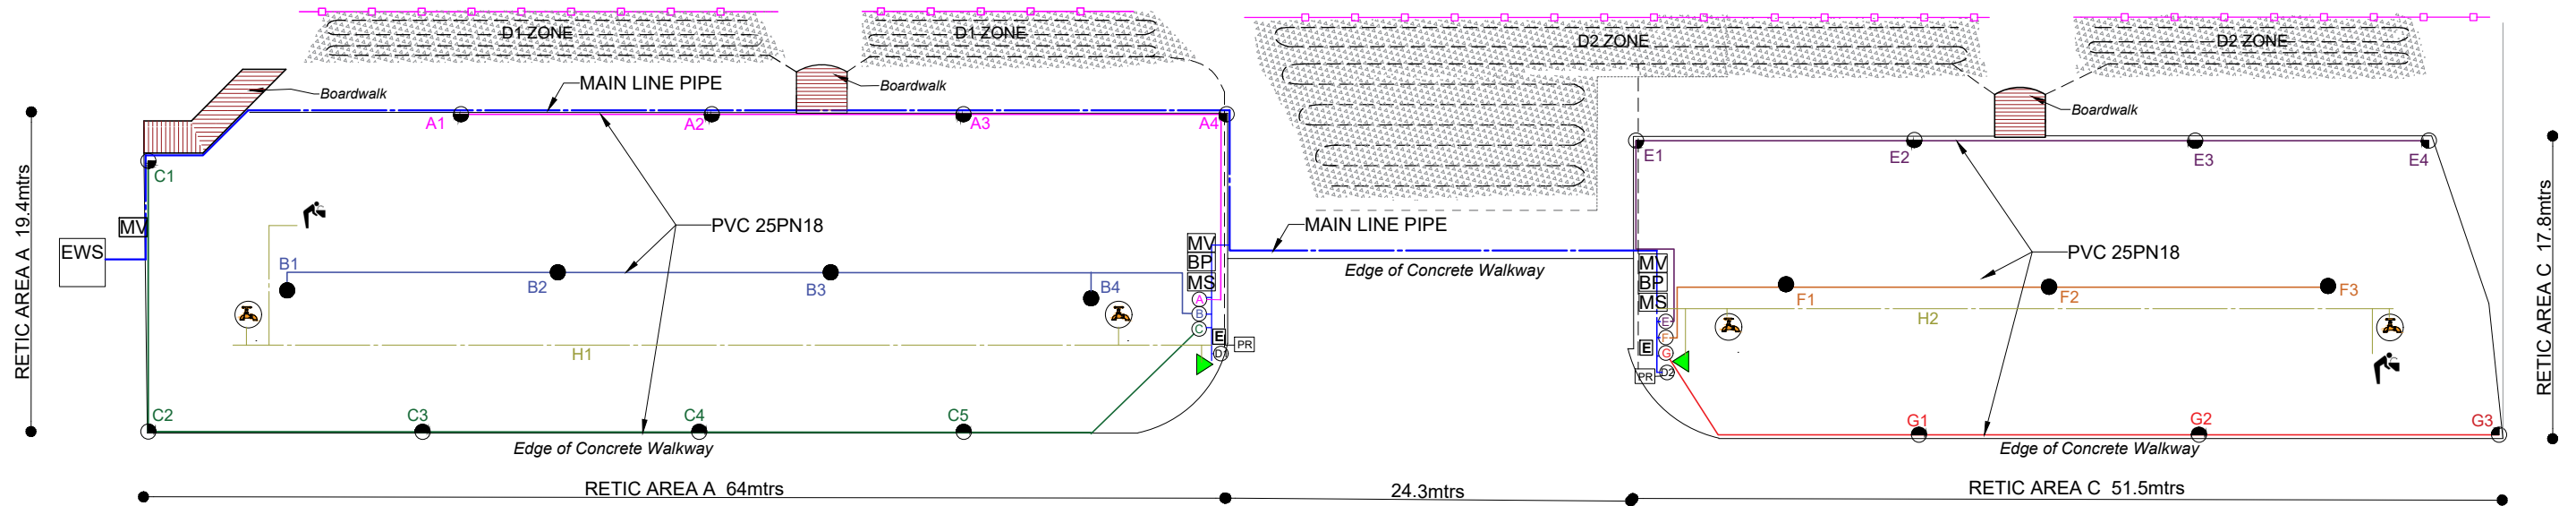 D1 ZONE
D1 ZONE
D2 ZONE
D2 ZONE
Boardwalk
MAIN LINE PIPE
Boardwalk
Boardwalk
A1
A2
A3
A4
E1
E2
E3
E4
C1
RETIC AREA A 19.4mtrs
RETIC AREA C 17.8mtrs
MV
EWS
PVC 25PN18
MAIN LINE PIPE
PVC 25PN18
Edge of Concrete Walkway
B1
B2
B3
B4
MV
BP
MS
A
B
C
E
D1
PR
MV
BP
MS
E
F
G
E
D2
PR
F1
F2
F3
H1
H2
C2
C3
C4
C5
G1
G2
G3
Edge of Concrete Walkway
Edge of Concrete Walkway
RETIC AREA A 64mtrs
24.3mtrs
RETIC AREA C 51.5mtrs